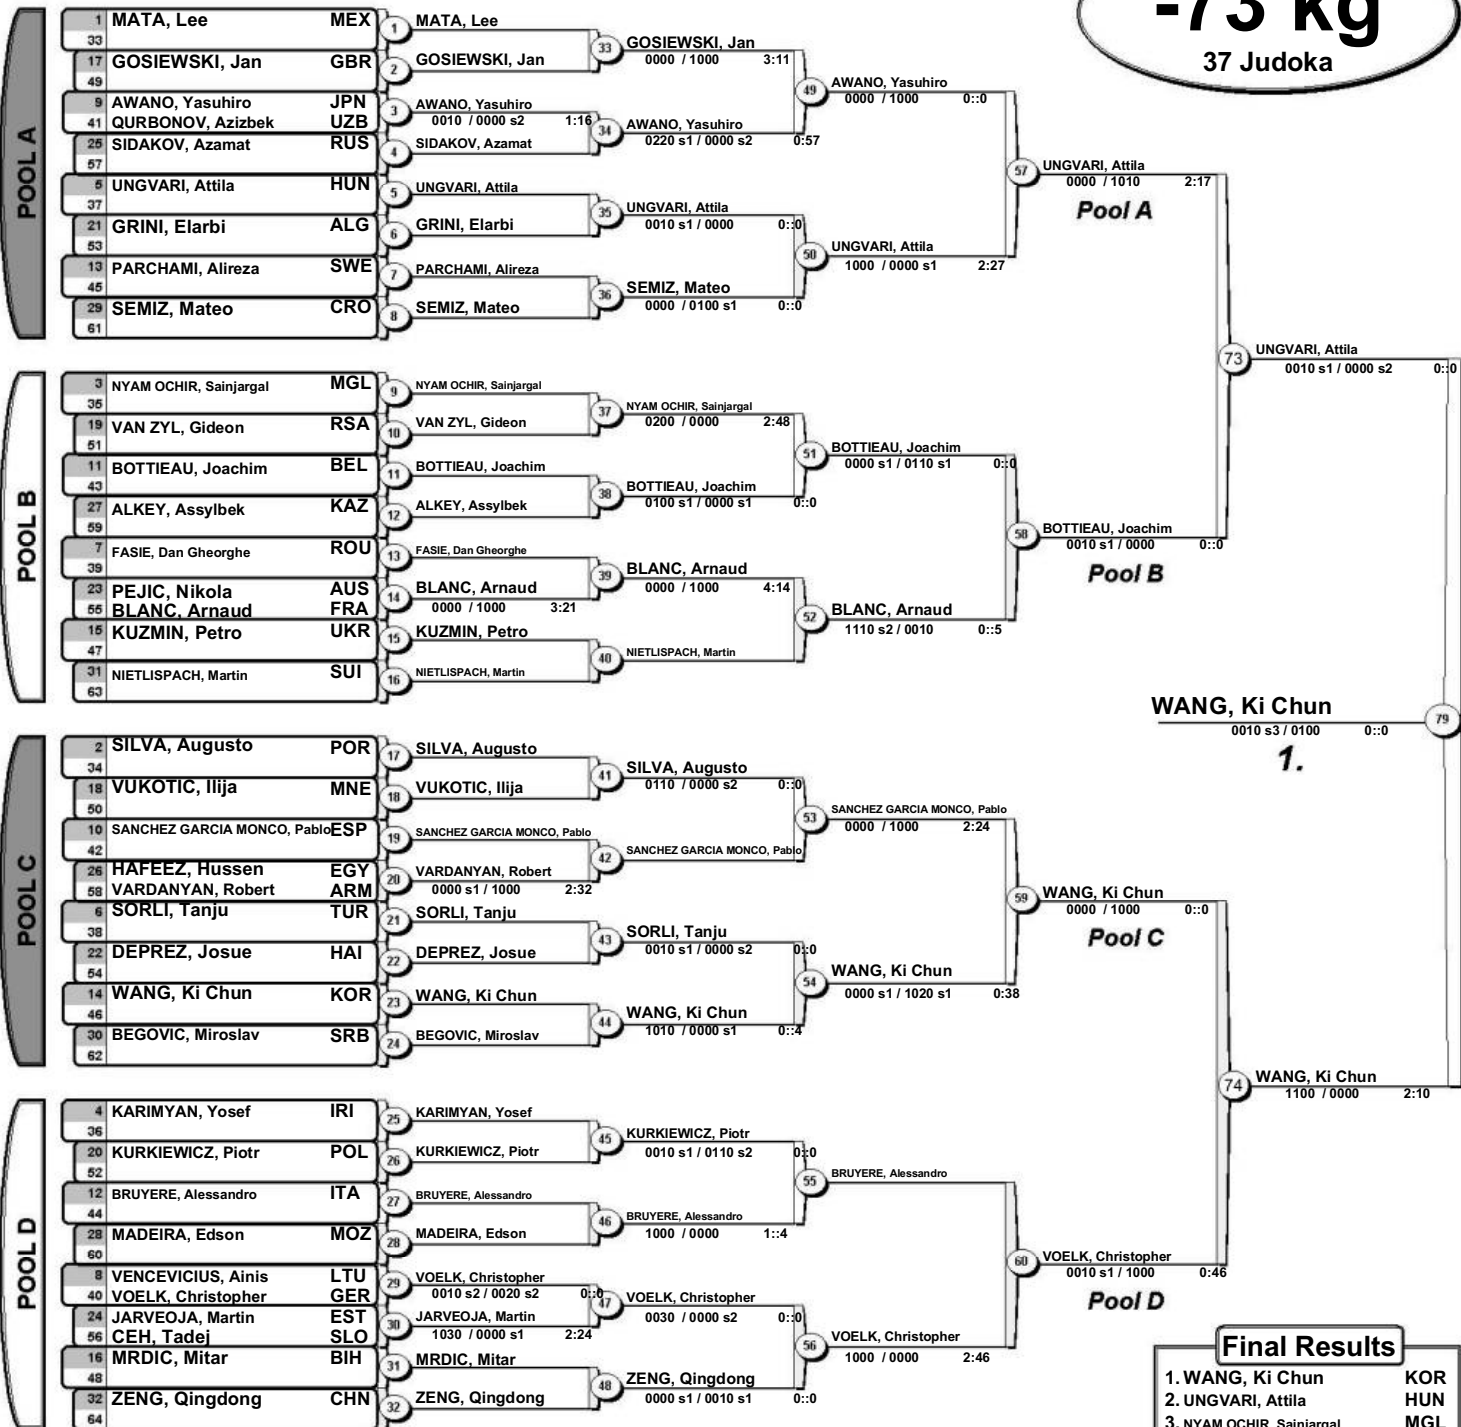 -73 kg
37 Judoka
POOL A
1 MATA, Lee MEX
33
17 GOSIEWSKI, Jan GBR
49
9 AWANO, Yasuhiro JPN
41 QURBONOV, Azizbek UZB
25 SIDAKOV, Azamat RUS
57
5 UNGVARI, Attila HUN
37
21 GRINI, Elarbi ALG
53
13 PARCHAMI, Alireza SWE
45
29 SEMIZ, Mateo CRO
61
1 MATA, Lee
2 GOSIEWSKI, Jan
3 AWANO, Yasuhiro
0010 / 0000 s2 1:16
4 SIDAKOV, Azamat
5 UNGVARI, Attila
6 GRINI, Elarbi
7 PARCHAMI, Alireza
8 SEMIZ, Mateo
33 GOSIEWSKI, Jan
0000 / 1000 3:11
34 AWANO, Yasuhiro
0220 s1 / 0000 s2 0:57
35 UNGVARI, Attila
0010 s1 / 0000 0::0
36 SEMIZ, Mateo
0000 / 0100 s1 0::0
49 AWANO, Yasuhiro
0000 / 1000 0::0
50 UNGVARI, Attila
1000 / 0000 s1 2:27
57 UNGVARI, Attila
0000 / 1010 2:17
Pool A
POOL B
3 NYAM OCHIR, Sainjargal MGL
35
19 VAN ZYL, Gideon RSA
51
11 BOTTIEAU, Joachim BEL
43
27 ALKEY, Assylbek KAZ
59
7 FASIE, Dan Gheorghe ROU
39
23 PEJIC, Nikola AUS
55 BLANC, Arnaud FRA
15 KUZMIN, Petro UKR
47
31 NIETLISPACH, Martin SUI
63
9 NYAM OCHIR, Sainjargal
10 VAN ZYL, Gideon
11 BOTTIEAU, Joachim
12 ALKEY, Assylbek
13 FASIE, Dan Gheorghe
14 BLANC, Arnaud
0000 / 1000 3:21
15 KUZMIN, Petro
16 NIETLISPACH, Martin
37 NYAM OCHIR, Sainjargal
0200 / 0000 2:48
38 BOTTIEAU, Joachim
0100 s1 / 0000 s1 0::0
39 BLANC, Arnaud
0000 / 1000 4:14
40 NIETLISPACH, Martin
51 BOTTIEAU, Joachim
0000 s1 / 0110 s1 0::0
52 BLANC, Arnaud
1110 s2 / 0010 0::5
58 BOTTIEAU, Joachim
0010 s1 / 0000 0::0
Pool B
73 UNGVARI, Attila
0010 s1 / 0000 s2 0::0
WANG, Ki Chun 79
0010 s3 / 0100 0::0
1.
POOL C
2 SILVA, Augusto POR
34
18 VUKOTIC, Ilija MNE
50
10 SANCHEZ GARCIA MONCO, Pablo ESP
42
26 HAFEEZ, Hussen EGY
58 VARDANYAN, Robert ARM
6 SORLI, Tanju TUR
38
22 DEPREZ, Josue HAI
54
14 WANG, Ki Chun KOR
46
30 BEGOVIC, Miroslav SRB
62
17 SILVA, Augusto
18 VUKOTIC, Ilija
19 SANCHEZ GARCIA MONCO, Pablo
20 VARDANYAN, Robert
0000 s1 / 1000 2:32
21 SORLI, Tanju
22 DEPREZ, Josue
23 WANG, Ki Chun
24 BEGOVIC, Miroslav
41 SILVA, Augusto
0110 / 0000 s2 0::0
42 SANCHEZ GARCIA MONCO, Pablo
43 SORLI, Tanju
0010 s1 / 0000 s2 0::0
44 WANG, Ki Chun
1010 / 0000 s1 0::4
53 SANCHEZ GARCIA MONCO, Pablo
0000 / 1000 2:24
54 WANG, Ki Chun
0000 s1 / 1020 s1 0:38
59 WANG, Ki Chun
0000 / 1000 0::0
Pool C
74 WANG, Ki Chun
1100 / 0000 2:10
POOL D
4 KARIMYAN, Yosef IRI
36
20 KURKIEWICZ, Piotr POL
52
12 BRUYERE, Alessandro ITA
44
28 MADEIRA, Edson MOZ
60
8 VENCEVICIUS, Ainis LTU
40 VOELK, Christopher GER
24 JARVEOJA, Martin EST
56 CEH, Tadej SLO
16 MRDIC, Mitar BIH
48
32 ZENG, Qingdong CHN
64
25 KARIMYAN, Yosef
26 KURKIEWICZ, Piotr
27 BRUYERE, Alessandro
28 MADEIRA, Edson
29 VOELK, Christopher
0010 s2 / 0020 s2 0::0
30 JARVEOJA, Martin
1030 / 0000 s1 2:24
31 MRDIC, Mitar
32 ZENG, Qingdong
45 KURKIEWICZ, Piotr
0010 s1 / 0110 s2 0::0
46 BRUYERE, Alessandro
1000 / 0000 1::4
47 VOELK, Christopher
0030 / 0000 s2 0::0
48 ZENG, Qingdong
0000 s1 / 0010 s1 0::0
55 BRUYERE, Alessandro
56 VOELK, Christopher
1000 / 0000 2:46
60 VOELK, Christopher
0010 s1 / 1000 0:46
Pool D
Final Results
1. WANG, Ki Chun KOR
2. UNGVARI, Attila HUN
3. NYAM OCHIR, Sainjargal MGL